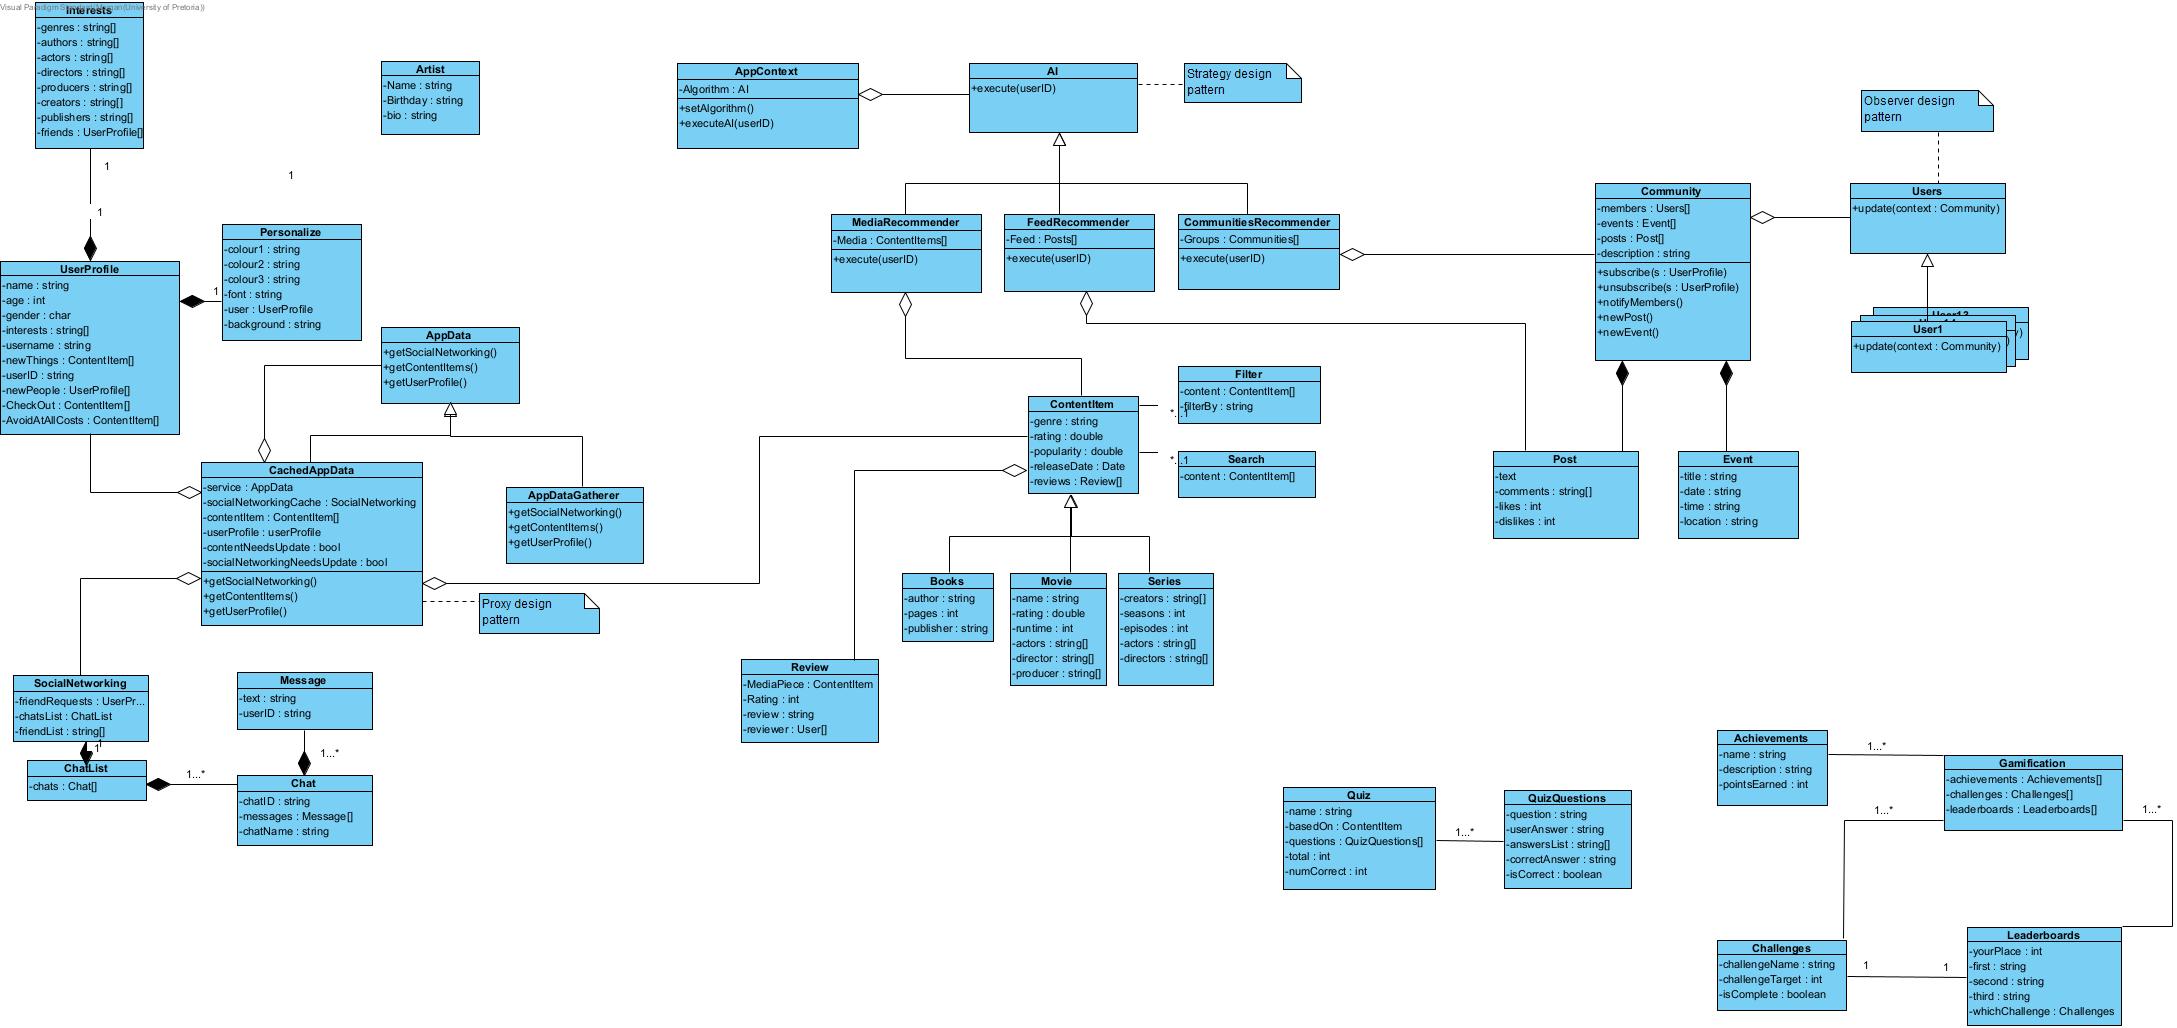 Visual Paradigm Standard(Morgan(University of Pretoria))
Interests
-genres : string[]
-authors : string[]
-actors : string[]
-directors : string[]
-producers : string[]
-creators : string[]
-publishers : string[]
-friends : UserProfile[]
1
1
1
Artist
-Name : string
-Birthday : string
-bio : string
AppContext
-Algorithm : AI
+setAlgorithm()
+executeAI(userID)
AI
+execute(userID)
Strategy design
pattern
Observer design
pattern
Personalize
-colour1 : string
-colour2 : string
-colour3 : string
-font : string
-user : UserProfile
-background : string
1
UserProfile
-name : string
-age : int
-gender : char
-interests : string[]
-username : string
-newThings : ContentItem[]
-userID : string
-newPeople : UserProfile[]
-CheckOut : ContentItem[]
-AvoidAtAllCosts : ContentItem[]
MediaRecommender
-Media : ContentItems[]
+execute(userID)
FeedRecommender
-Feed : Posts[]
+execute(userID)
CommunitiesRecommender
-Groups : Communities[]
+execute(userID)
Community
-members : Users[]
-events : Event[]
-posts : Post[]
-description : string
+subscribe(s : UserProfile)
+unsubscribe(s : UserProfile)
+notifyMembers()
+newPost()
+newEvent()
Users
+update(context : Community)
User1
+update(context : Community)
AppData
+getSocialNetworking()
+getContentItems()
+getUserProfile()
CachedAppData
-service : AppData
-socialNetworkingCache : SocialNetworking
-contentItem : ContentItem[]
-userProfile : userProfile
-contentNeedsUpdate : bool
-socialNetworkingNeedsUpdate : bool
+getSocialNetworking()
+getContentItems()
+getUserProfile()
AppDataGatherer
+getSocialNetworking()
+getContentItems()
+getUserProfile()
Proxy design
pattern
ContentItem
-genre : string
-rating : double
-popularity : double
-releaseDate : Date
-reviews : Review[]
Filter
-content : ContentItem[]
-filterBy : string
*...1
Search
-content : ContentItem[]
*...1
Post
-text
-comments : string[]
-likes : int
-dislikes : int
Event
-title : string
-date : string
-time : string
-location : string
Books
-author : string
-pages : int
-publisher : string
Movie
-name : string
-rating : double
-runtime : int
-actors : string[]
-director : string[]
-producer : string[]
Series
-creators : string[]
-seasons : int
-episodes : int
-actors : string[]
-directors : string[]
Review
-MediaPiece : ContentItem
-Rating : int
-review : string
-reviewer : User[]
SocialNetworking
-friendRequests : UserPr...
-chatsList : ChatList
-friendList : string[]
1
1
ChatList
-chats : Chat[]
1...*
Message
-text : string
-userID : string
1...*
Chat
-chatID : string
-messages : Message[]
-chatName : string
Quiz
-name : string
-basedOn : ContentItem
-questions : QuizQuestions[]
-total : int
-numCorrect : int
1...*
QuizQuestions
-question : string
-userAnswer : string
-answersList : string[]
-correctAnswer : string
-isCorrect : boolean
Achievements
-name : string
-description : string
-pointsEarned : int
1...*
Gamification
-achievements : Achievements[]
-challenges : Challenges[]
-leaderboards : Leaderboards[]
1...*
1...*
Challenges
-challengeName : string
-challengeTarget : int
-isComplete : boolean
1
1
Leaderboards
-yourPlace : int
-first : string
-second : string
-third : string
-whichChallenge : Challenges